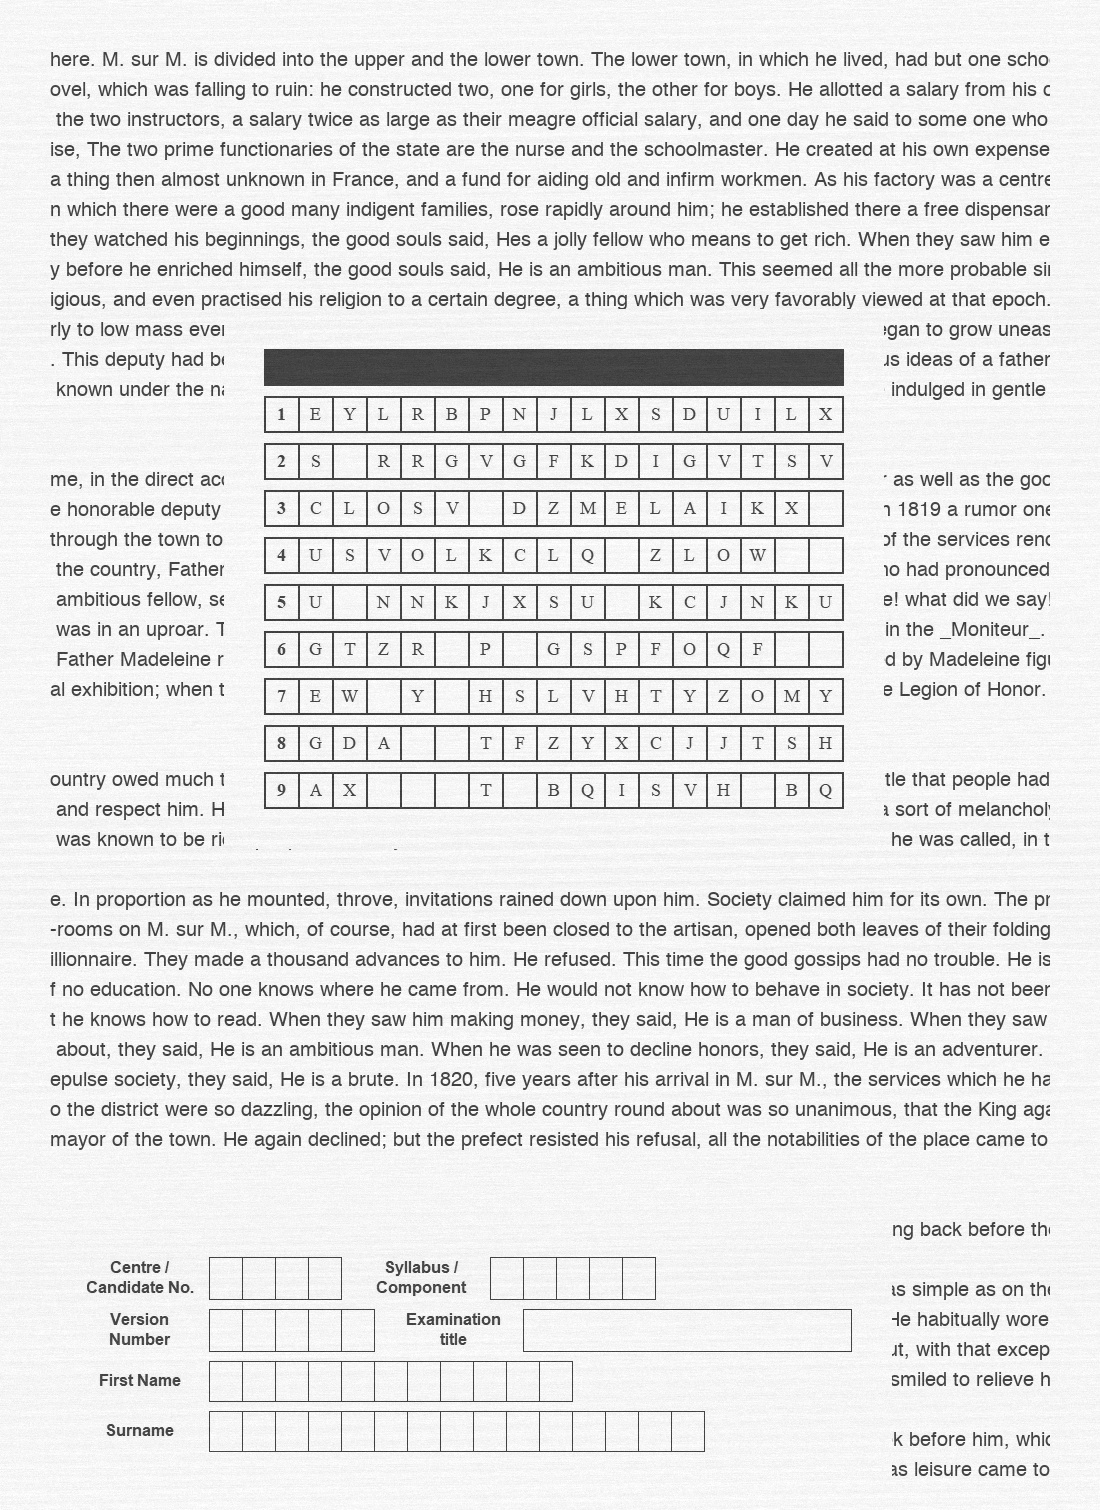 here. M. sur M. is divided into the upper and the lower town. The lower town, in which he lived, had but one scho
ovel, which was falling to ruin: he constructed two, one for girls, the other for boys. He allotted a salary from his
the two instructors, a salary twice as large as their meagre official salary, and one day he said to some one who
ise, The two prime functionaries of the state are the nurse and the schoolmaster. He created at his own expense
a thing then almost unknown in France, and a fund for aiding old and infirm workmen. As his factory was a centre
n which there were a good many indigent families, rose rapidly around him; he established there a free dispensar
they watched his beginnings, the good souls said, Hes a jolly fellow who means to get rich. When they saw him e
y before he enriched himself, the good souls said, He is an ambitious man. This seemed all the more probable sin
igious, and even practised his religion to a certain degree, a thing which was very favorably viewed at that epoch.
rly to low mass ever
. This deputy had be
known under the na
me, in the direct acc
e honorable deputy
through the town to
the country, Father
ambitious fellow, se
was in an uproar. T
Father Madeleine r
al exhibition; when t
ountry owed much t
and respect him. H
was known to be ric
1 E Y L R B P N J L X S D U I L X
2 S R R G V G F K D I G V T S V
3 C L O S V D Z M E L A I K X
4 U S V O L K C L Q Z L O W
5 U N N K J X S U K C J N K U
6 G T Z R P G S P F O Q F
7 E W Y H S L V H T Y Z O M Y
8 G D A T F Z Y X C J J T S H
9 A X T B Q I S V H B Q
egan to grow uneas
us ideas of a father
indulged in gentle
r as well as the goo
n 1819 a rumor one
of the services rend
ho had pronounced
e! what did we say!
in the _Moniteur_.
d by Madeleine figu
e Legion of Honor.
tle that people had
a sort of melancholy
he was called, in t
e. In proportion as he mounted, throve, invitations rained down upon him. Society claimed him for its own. The pr
-rooms on M. sur M., which, of course, had at first been closed to the artisan, opened both leaves of their folding
illionnaire. They made a thousand advances to him. He refused. This time the good gossips had no trouble. He is
f no education. No one knows where he came from. He would not know how to behave in society. It has not been
t he knows how to read. When they saw him making money, they said, He is a man of business. When they saw
about, they said, He is an ambitious man. When he was seen to decline honors, they said, He is an adventurer.
epulse society, they said, He is a brute. In 1820, five years after his arrival in M. sur M., the services which he ha
o the district were so dazzling, the opinion of the whole country round about was so unanimous, that the King aga
mayor of the town. He again declined; but the prefect resisted his refusal, all the notabilities of the place came to
Centre / Syllabus /
Candidate No. Component
Version Examination
Number title
First Name
Surname
ng back before the
as simple as on the
He habitually wore
ut, with that excep
smiled to relieve h
k before him, whic
as leisure came to